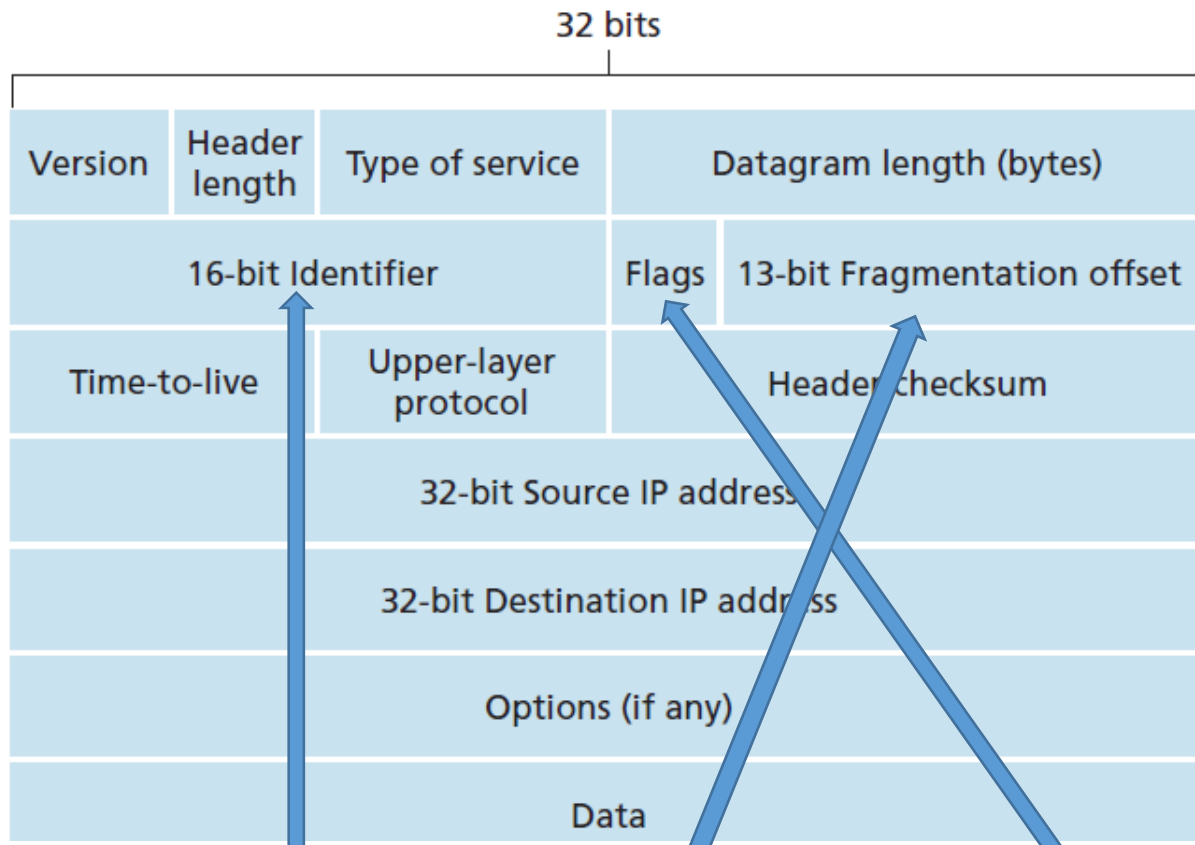 32 bits
Version
Header
length
Type of service
Datagram length (bytes)
16-bit Identifier
Flags
13-bit Fragmentation offset
Time-to-live
Upper-layer
protocol
Header checksum
32-bit Source IP address
32-bit Destination IP address
Options (if any)
Data